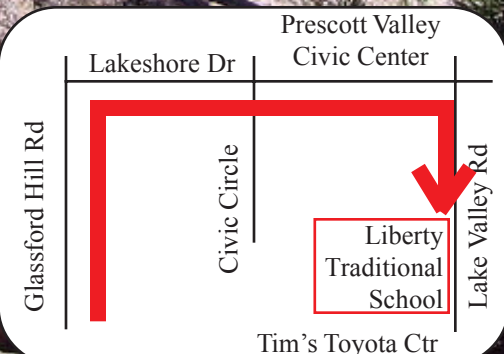 Prescott Valley
Civic Center
Lakeshore Dr
Glassford Hill Rd
Civic Circle
Lake Valley Rd
Liberty
Traditional
School
Tim's Toyota Ctr